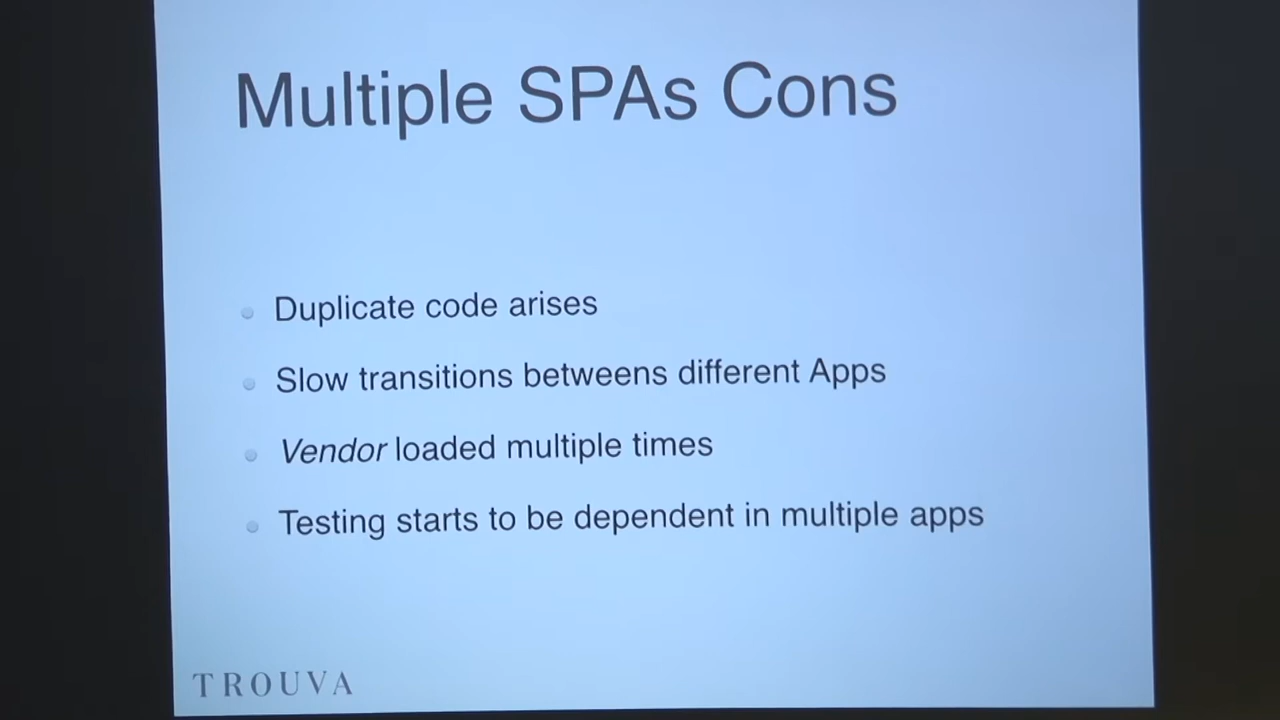 Multiple SPAs Cons
Duplicate code arises
Slow transitions betweens different Apps
Vendor loaded multiple times
Testing starts to be dependent in multiple apps
TROUVA